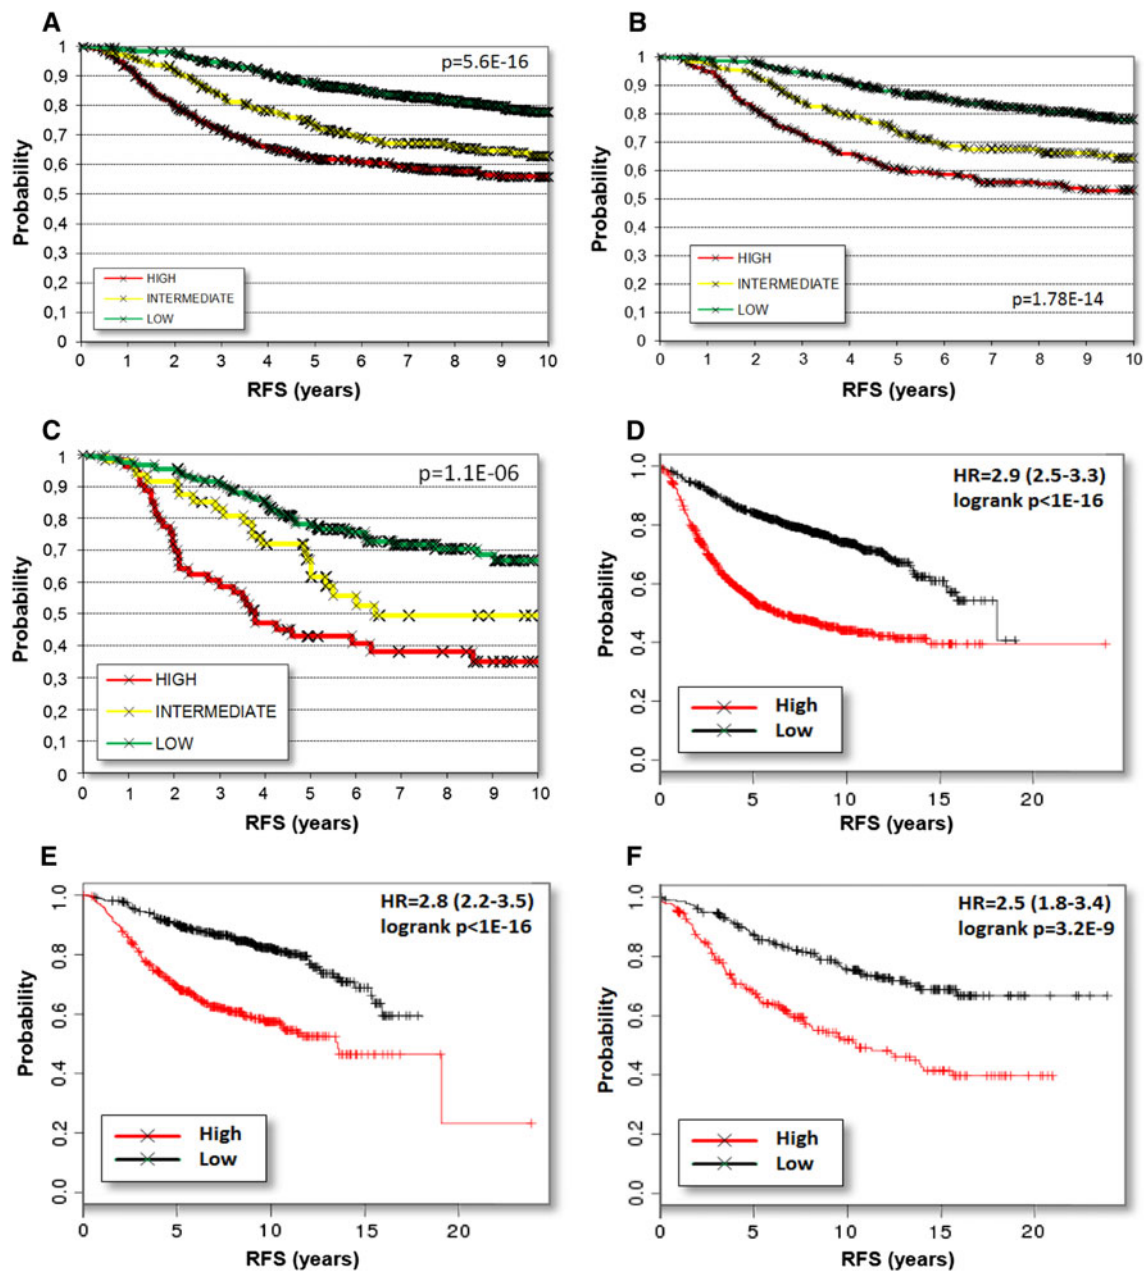 A
p=5.6E-16
1
0,9
0,8
0,7
0,6
0,5
0,4
0,3
0,2
0,1
0
Probability
HIGH
INTERMEDIATE
LOW
0 1 2 3 4 5 6 7 8 9 10
RFS (years)
B
1
0,9
0,8
0,7
0,6
0,5
0,4
0,3
0,2
0,1
0
Probability
HIGH
INTERMEDIATE
LOW
p=1.78E-14
0 1 2 3 4 5 6 7 8 9 10
RFS (years)
C
p=1.1E-06
1
0,9
0,8
0,7
0,6
0,5
0,4
0,3
0,2
0,1
0
Probability
HIGH
INTERMEDIATE
LOW
0 1 2 3 4 5 6 7 8 9 10
RFS (years)
D
HR=2.9 (2.5-3.3)
logrank p<1E-16
1.0
0.8
0.6
0.4
0.2
0.0
Probability
High
Low
0 5 10 15 20
RFS (years)
E
HR=2.8 (2.2-3.5)
logrank p<1E-16
1.0
0.8
0.6
0.4
0.2
0.0
Probability
High
Low
0 5 10 15 20
RFS (years)
F
HR=2.5 (1.8-3.4)
logrank p=3.2E-9
1.0
0.8
0.6
0.4
0.2
0.0
Probability
High
Low
0 5 10 15 20
RFS (years)